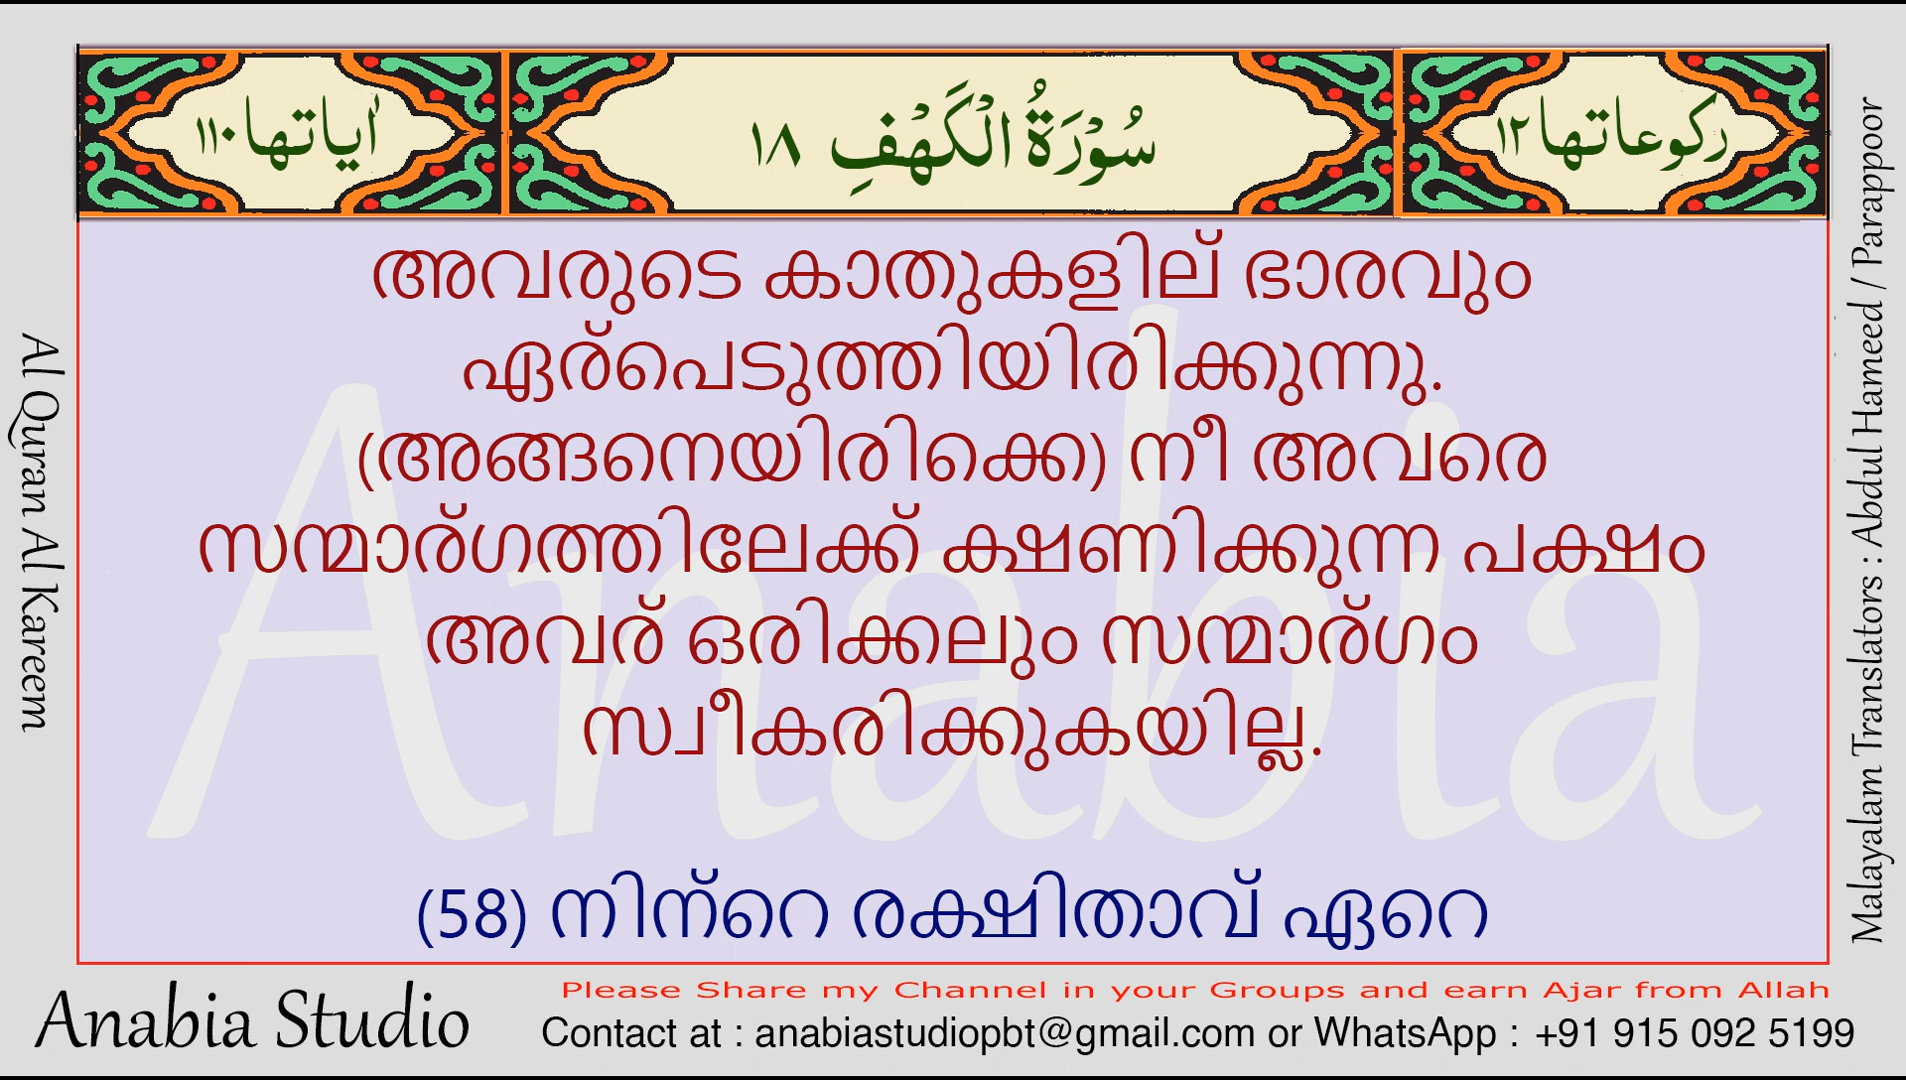 اٰياتها ١١٠
سُوْرَةُ الْكَهْفِ ١٨
ركوعاتها ١٢
അവരുടെ കാതുകളില് ഭാരവും
ഏര്പെടുത്തിയിരിക്കുന്നു.
(അങ്ങനെയിരിക്കെ) നീ അവരെ
സന്മാര്ഗത്തിലേക്ക് ക്ഷണിക്കുന്ന പക്ഷം
അവര് ഒരിക്കലും സന്മാര്ഗം
സ്വീകരിക്കുകയില്ല.
(58) നിന്റെ രക്ഷിതാവ് ഏറെ
Anabia
Al Quran Al Kareem
Malayalam Translators : Abdul Hameed / Parappoor
Anabia Studio
Please Share my Channel in your Groups and earn Ajar from Allah
Contact at : anabiastudiopbt@gmail.com or WhatsApp : +91 915 092 5199